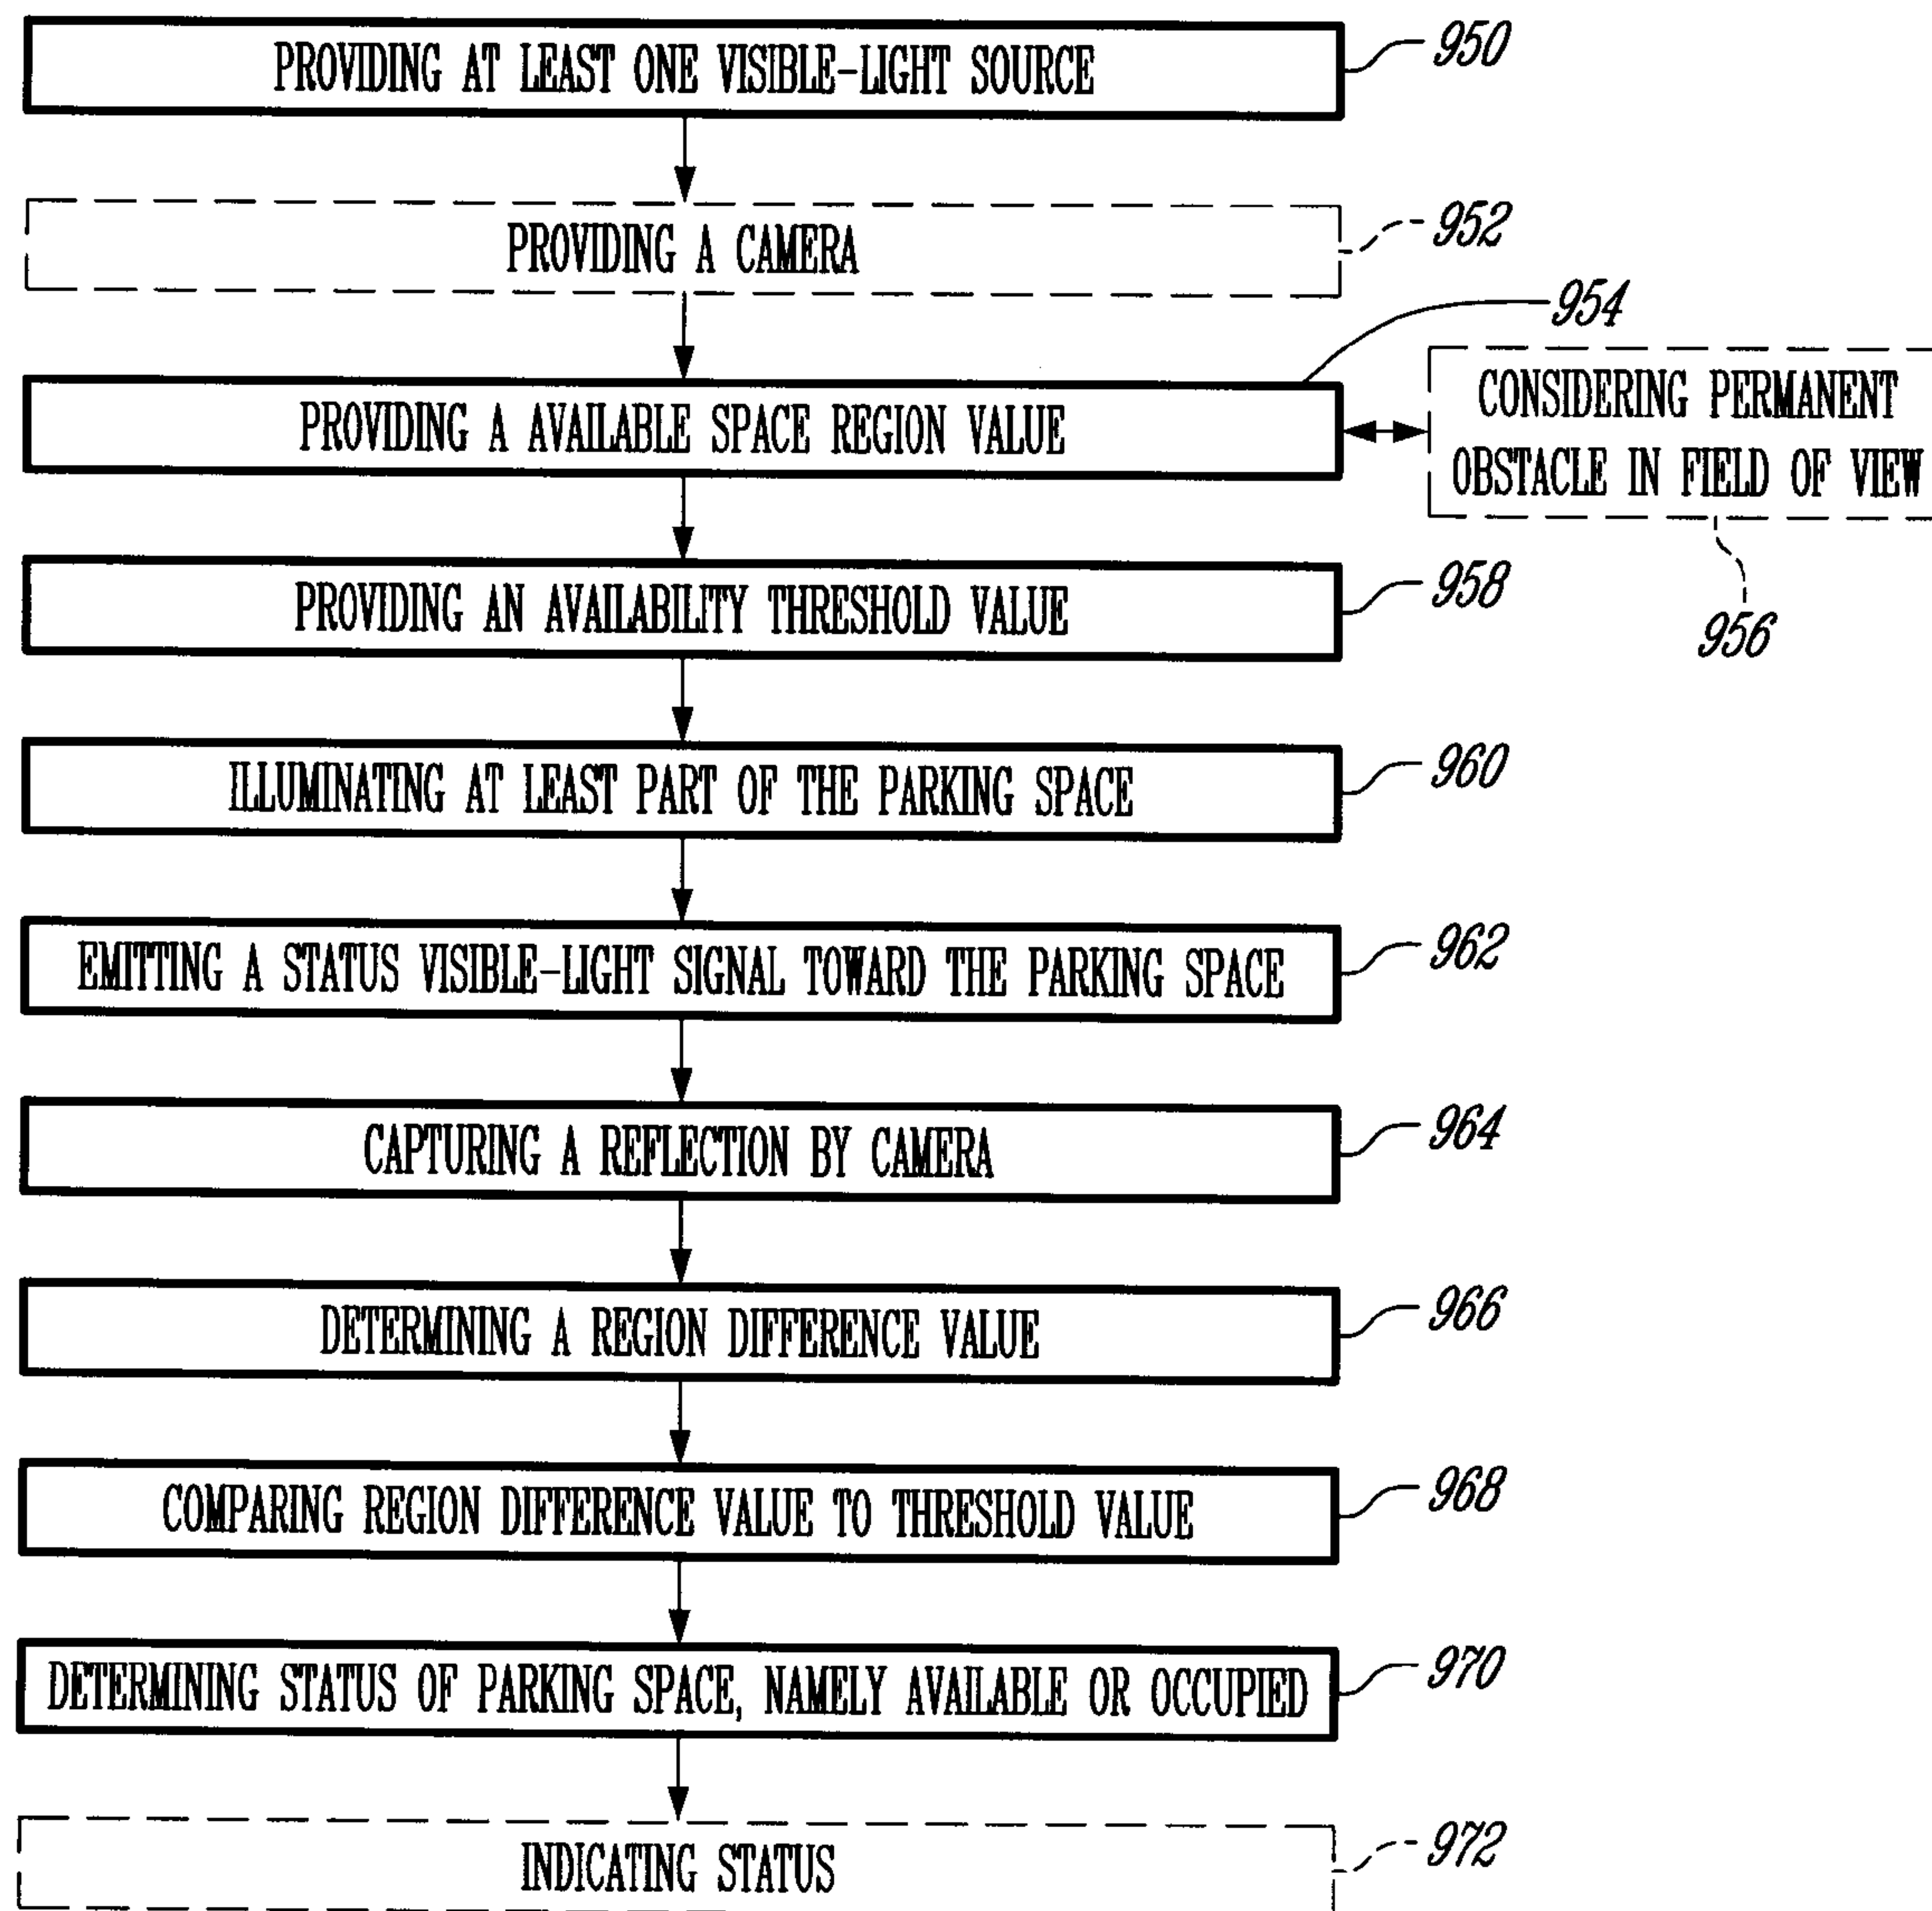 PROVIDING AT LEAST ONE VISIBLE-LIGHT SOURCE
950
PROVIDING A CAMERA
952
954
PROVIDING A AVAILABLE SPACE REGION VALUE
CONSIDERING PERMANENT
OBSTACLE IN FIELD OF VIEW
956
PROVIDING AN AVAILABILITY THRESHOLD VALUE
958
ILLUMINATING AT LEAST PART OF THE PARKING SPACE
960
EMITTING A STATUS VISIBLE-LIGHT SIGNAL TOWARD THE PARKING SPACE
962
CAPTURING A REFLECTION BY CAMERA
964
DETERMINING A REGION DIFFERENCE VALUE
966
COMPARING REGION DIFFERENCE VALUE TO THRESHOLD VALUE
968
DETERMINING STATUS OF PARKING SPACE, NAMELY AVAILABLE OR OCCUPIED
970
INDICATING STATUS
972